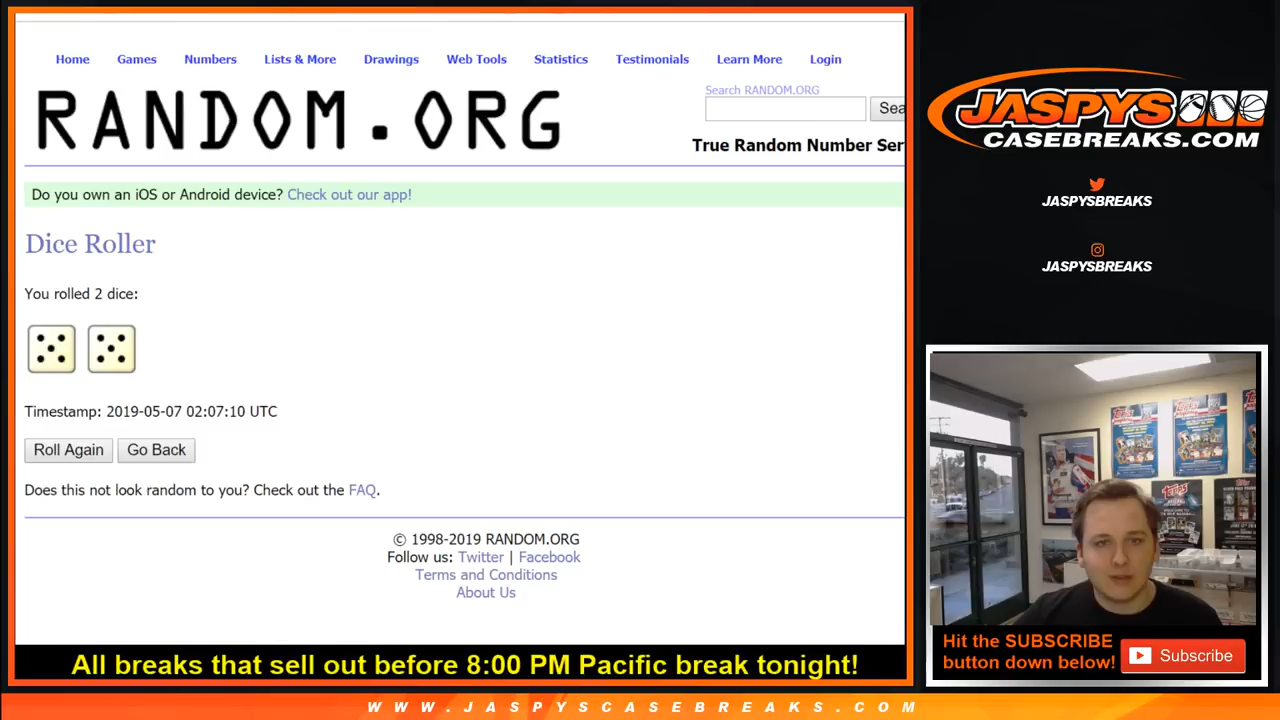 Home Games Numbers Lists & More Drawings Web Tools Statistics Testimonials Learn More Login
RANDOM.ORG
Search RANDOM.ORG
Sea
True Random Number Ser
Do you own an iOS or Android device? Check out our app!
Dice Roller
You rolled 2 dice:
Timestamp: 2019-05-07 02:07:10 UTC
Roll Again Go Back
Does this not look random to you? Check out the FAQ.
© 1998-2019 RANDOM.ORG
Follow us: Twitter | Facebook
Terms and Conditions
About Us
All breaks that sell out before 8:00 PM Pacific break tonight!
JASPYS
CASEBREAKS.COM
JASPYSBREAKS
JASPYSBREAKS
Topps
Topps
Topps
Hit the SUBSCRIBE
button down below!
Subscribe
WWW.JASPYSCASEBREAKS.COM